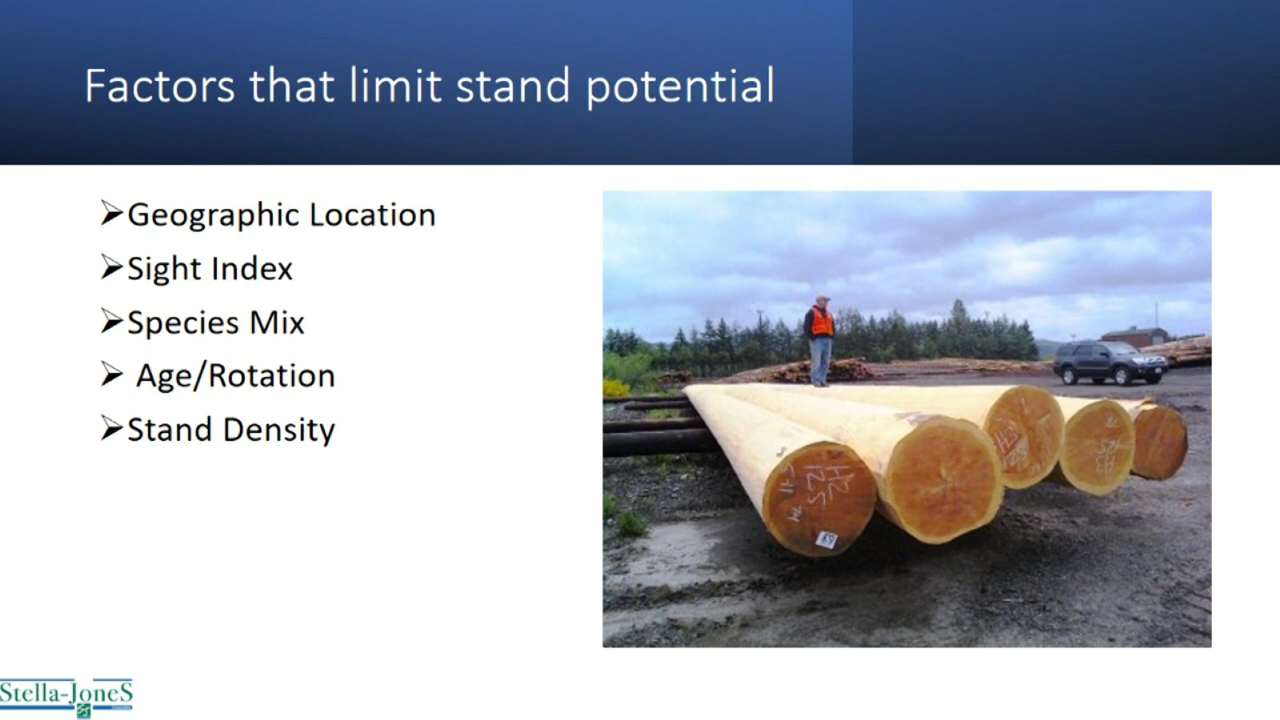 Factors that limit stand potential
Geographic Location
Sight Index
Species Mix
Age/Rotation
Stand Density
Stella-JoneS